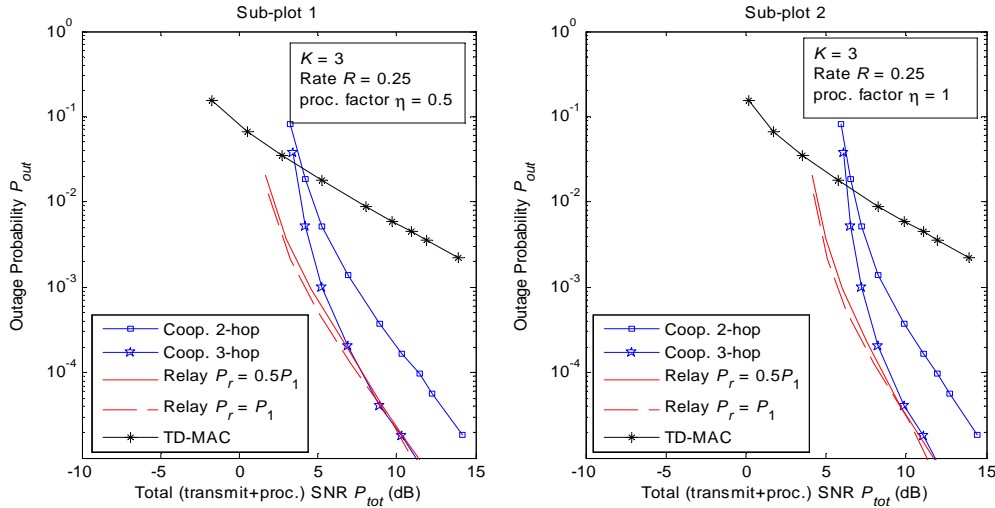 Sub-plot 1
10^0
10^-1
10^-2
10^-3
10^-4
Outage Probability P_out
K = 3
Rate R = 0.25
proc. factor η = 0.5
Coop. 2-hop
Coop. 3-hop
Relay P_r = 0.5P_1
Relay P_r = P_1
TD-MAC
-10 -5 0 5 10 15
Total (transmit+proc.) SNR P_tot (dB)
Sub-plot 2
10^0
10^-1
10^-2
10^-3
10^-4
Outage Probability P_out
K = 3
Rate R = 0.25
proc. factor η = 1
Coop. 2-hop
Coop. 3-hop
Relay P_r = 0.5P_1
Relay P_r = P_1
TD-MAC
-10 -5 0 5 10 15
Total (transmit+proc.) SNR P_tot (dB)